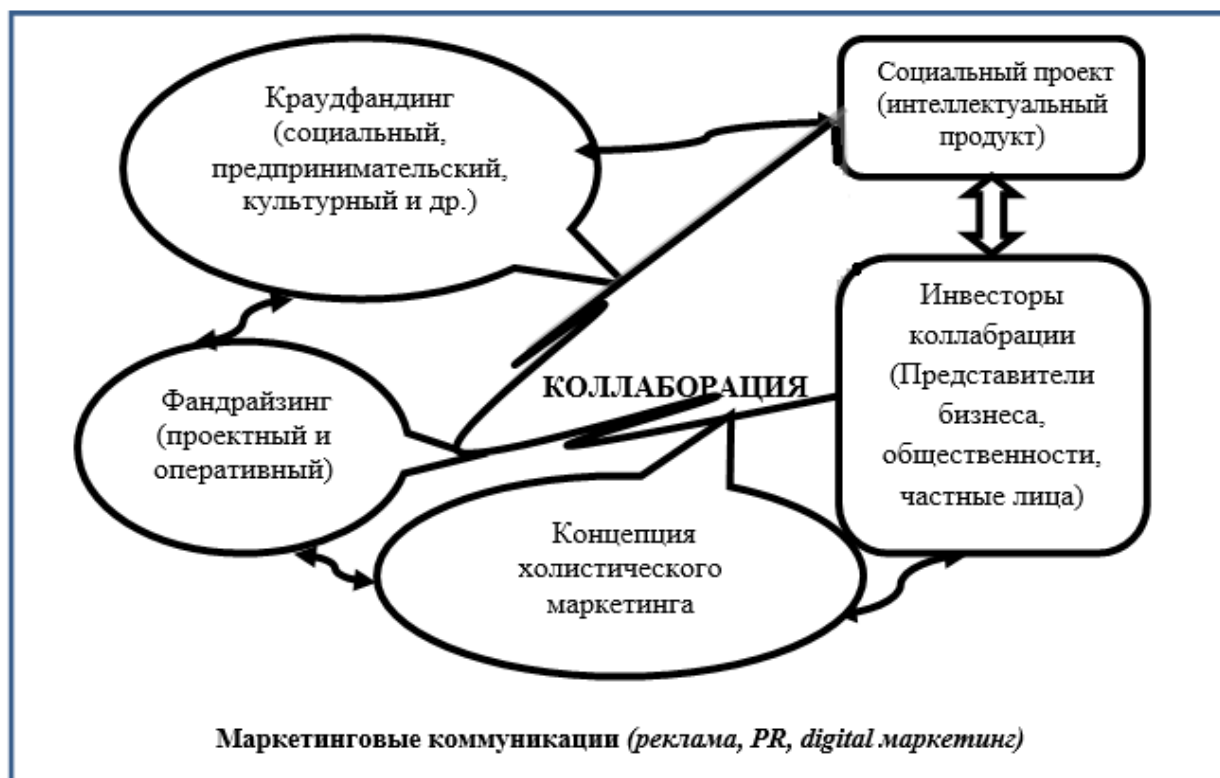 Краудфандинг
(социальный,
предпринимательский,
культурный и др.)
Социальный проект
(интеллектуальный
продукт)
Инвесторы
коллабрации
(Представители
бизнеса,
общественности,
частные лица)
КОЛЛАБОРАЦИЯ
Фандрайзинг
(проектный и
оперативный)
Концепция
холистического
маркетинга
Маркетинговые коммуникации (реклама, PR, digital маркетинг)